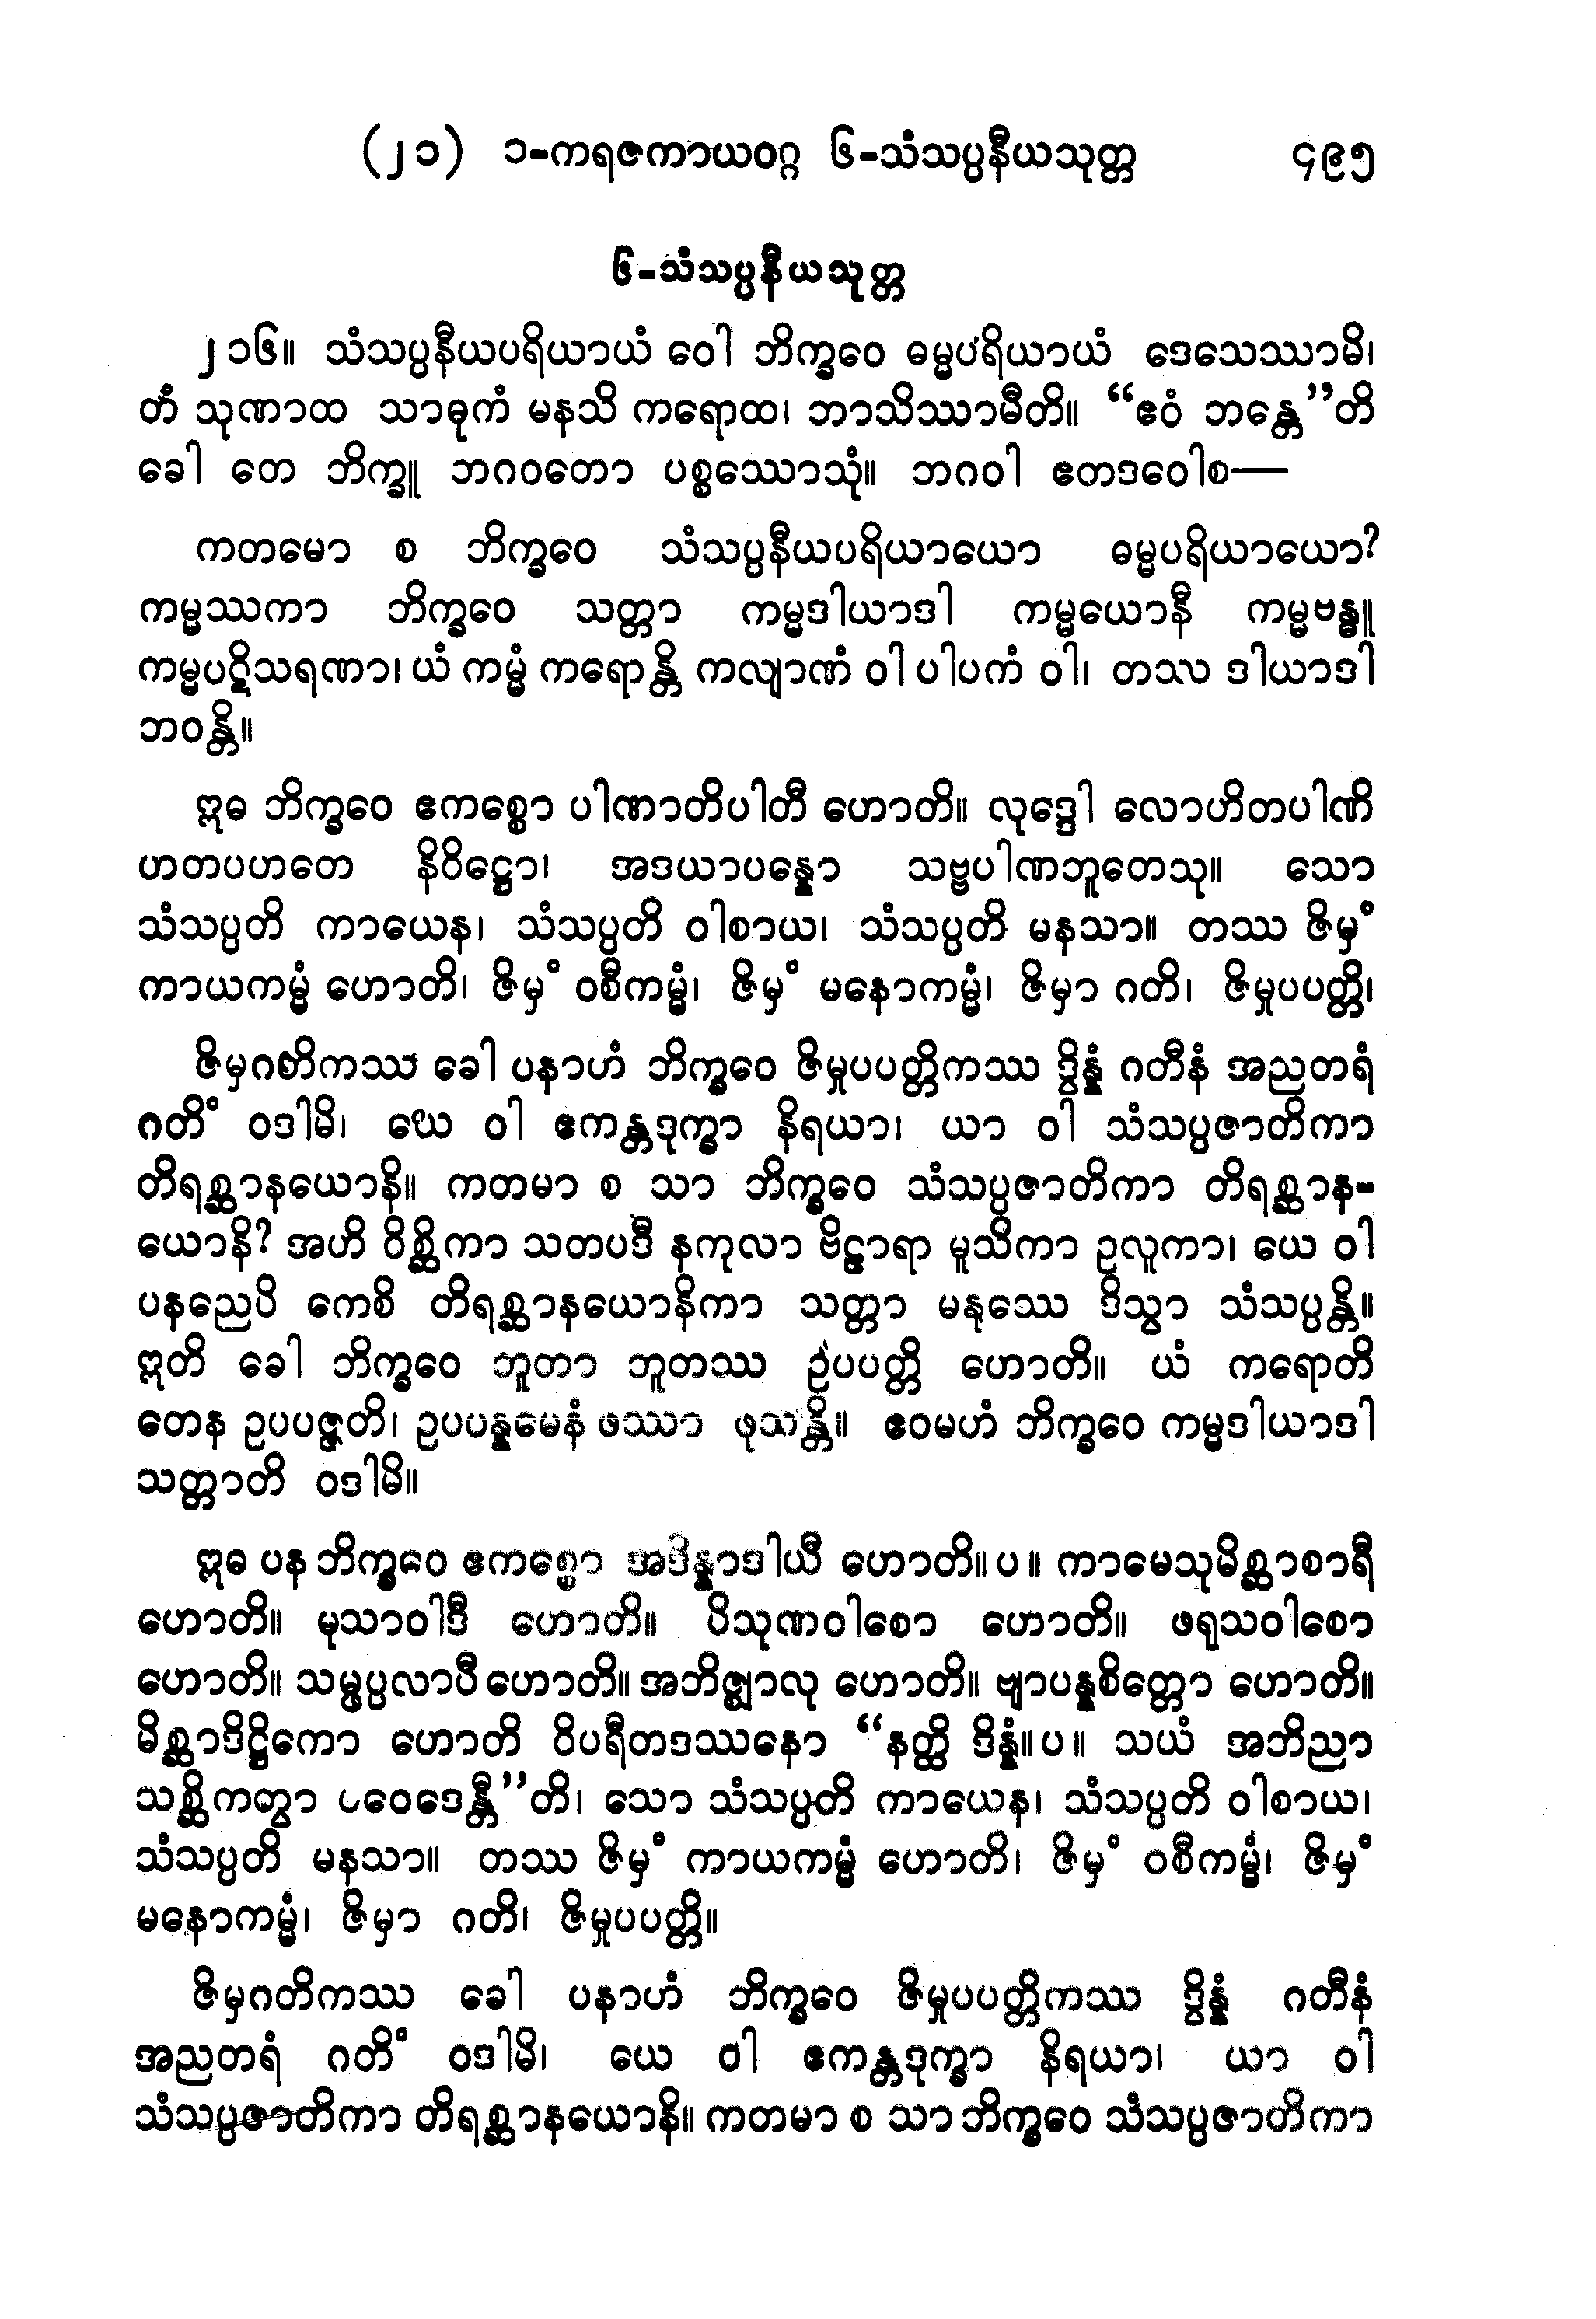 (၂၁) ၁-ကရဇကာယဝဂ္ဂ ၆-သံသပ္ပနီယသုတ္တ ၄၉၅
၆-သံသပ္ပနီယသုတ္တ
၂၁၆။ သံသပ္ပနီယပရိယာယံ ဝေါ ဘိက္ခဝေ ဓမ္မပရိယာယံ ဒေသေဿာမိ၊
တံ သုဏာထ သာဓုကံ မနသိ ကရောထ၊ ဘာသိဿာမီတိ။ “ဧဝံ ဘန္တေ”တိ
ခေါ တေ ဘိက္ခူ ဘဂဝတော ပစ္စဿောသုံ။ ဘဂဝါ ဧတဒဝေါစ—
ကတမော စ ဘိက္ခဝေ သံသပ္ပနီယပရိယာယော ဓမ္မပရိယာယော?
ကမ္မဿကာ ဘိက္ခဝေ သတ္တာ ကမ္မဒါယာဒါ ကမ္မယောနီ ကမ္မဗန္ဓူ
ကမ္မပဋိသရဏာ၊ ယံ ကမ္မံ ကရောန္တိ ကလျာဏံ ဝါ ပါပကံ ဝါ၊ တဿ ဒါယာဒါ
ဘဝန္တိ။
ဣဓ ဘိက္ခဝေ ဧကစ္စော ပါဏာတိပါတီ ဟောတိ။ လုဒ္ဒေါ လောဟိတပါဏိ
ဟတပဟတေ နိဝိဋ္ဌော၊ အဒယာပန္နော သဗ္ဗပါဏဘူတေသု။ သော
သံသပ္ပတိ ကာယေန၊ သံသပ္ပတိ ဝါစာယ၊ သံသပ္ပတိ မနသာ။ တဿ ဇိမှံ
ကာယကမ္မံ ဟောတိ၊ ဇိမှံ ဝစီကမ္မံ၊ ဇိမှံ မနောကမ္မံ၊ ဇိမှာ ဂတိ၊ ဇိမှုပပတ္တိ၊
ဇိမှဂတိကဿ ခေါ ပနာဟံ ဘိက္ခဝေ ဇိမှုပပတ္တိကဿ ဒွိန္နံ ဂတီနံ အညတရံ
ဂတိံ ဝဒါမိ၊ ယေ ဝါ ဧကန္တဒုက္ခာ နိရယာ၊ ယာ ဝါ သံသပ္ပဇာတိကာ
တိရစ္ဆာနယောနိ။ ကတမာ စ သာ ဘိက္ခဝေ သံသပ္ပဇာတိကာ တိရစ္ဆာန-
ယောနိ? အဟိ ဝိစ္ဆိကာ သတပဒီ နကုလာ ဗိဠာရာ မူသိကာ ဥလူကာ၊ ယေ ဝါ
ပနညေပိ ကေစိ တိရစ္ဆာနယောနိကာ သတ္တာ မနုဿေ ဒိသွာ သံသပ္ပန္တိ။
ဣတိ ခေါ ဘိက္ခဝေ ဘူတာ ဘူတဿ ဥပပတ္တိ ဟောတိ။ ယံ ကရောတိ
တေန ဥပပဇ္ဇတိ၊ ဥပပန္နမေနံ ဖဿာ ဖုသန္တိ။ ဧဝမဟံ ဘိက္ခဝေ ကမ္မဒါယာဒါ
သတ္တာတိ ဝဒါမိ။
ဣဓ ပန ဘိက္ခဝေ ဧကစ္စော အဒိန္နာဒါယီ ဟောတိ။ ပ ။ ကာမေသုမိစ္ဆာစာရီ
ဟောတိ။ မုသာဝါဒီ ဟောတိ။ ပိသုဏဝါစော ဟောတိ။ ဖရုသဝါစော
ဟောတိ။ သမ္ဖပ္ပလာပီ ဟောတိ။ အဘိဇ္ဈာလု ဟောတိ။ ဗျာပန္နစိတ္တော ဟောတိ။
မိစ္ဆာဒိဋ္ဌိကော ဟောတိ ဝိပရီတဒဿနော “နတ္ထိ ဒိန္နံ။ ပ ။ သယံ အဘိညာ
သစ္ဆိကတွာ ပဝေဒေန္တီ”တိ၊ သော သံသပ္ပတိ ကာယေန၊ သံသပ္ပတိ ဝါစာယ၊
သံသပ္ပတိ မနသာ။ တဿ ဇိမှံ ကာယကမ္မံ ဟောတိ၊ ဇိမှံ ဝစီကမ္မံ၊ ဇိမှံ
မနောကမ္မံ၊ ဇိမှာ ဂတိ၊ ဇိမှုပပတ္တိ။
ဇိမှဂတိကဿ ခေါ ပနာဟံ ဘိက္ခဝေ ဇိမှုပပတ္တိကဿ ဒွိန္နံ ဂတီနံ
အညတရံ ဂတိံ ဝဒါမိ၊ ယေ ဝါ ဧကန္တဒုက္ခာ နိရယာ၊ ယာ ဝါ
သံသပ္ပဇာတိကာ တိရစ္ဆာနယောနိ။ ကတမာ စ သာ ဘိက္ခဝေ သံသပ္ပဇာတိကာ